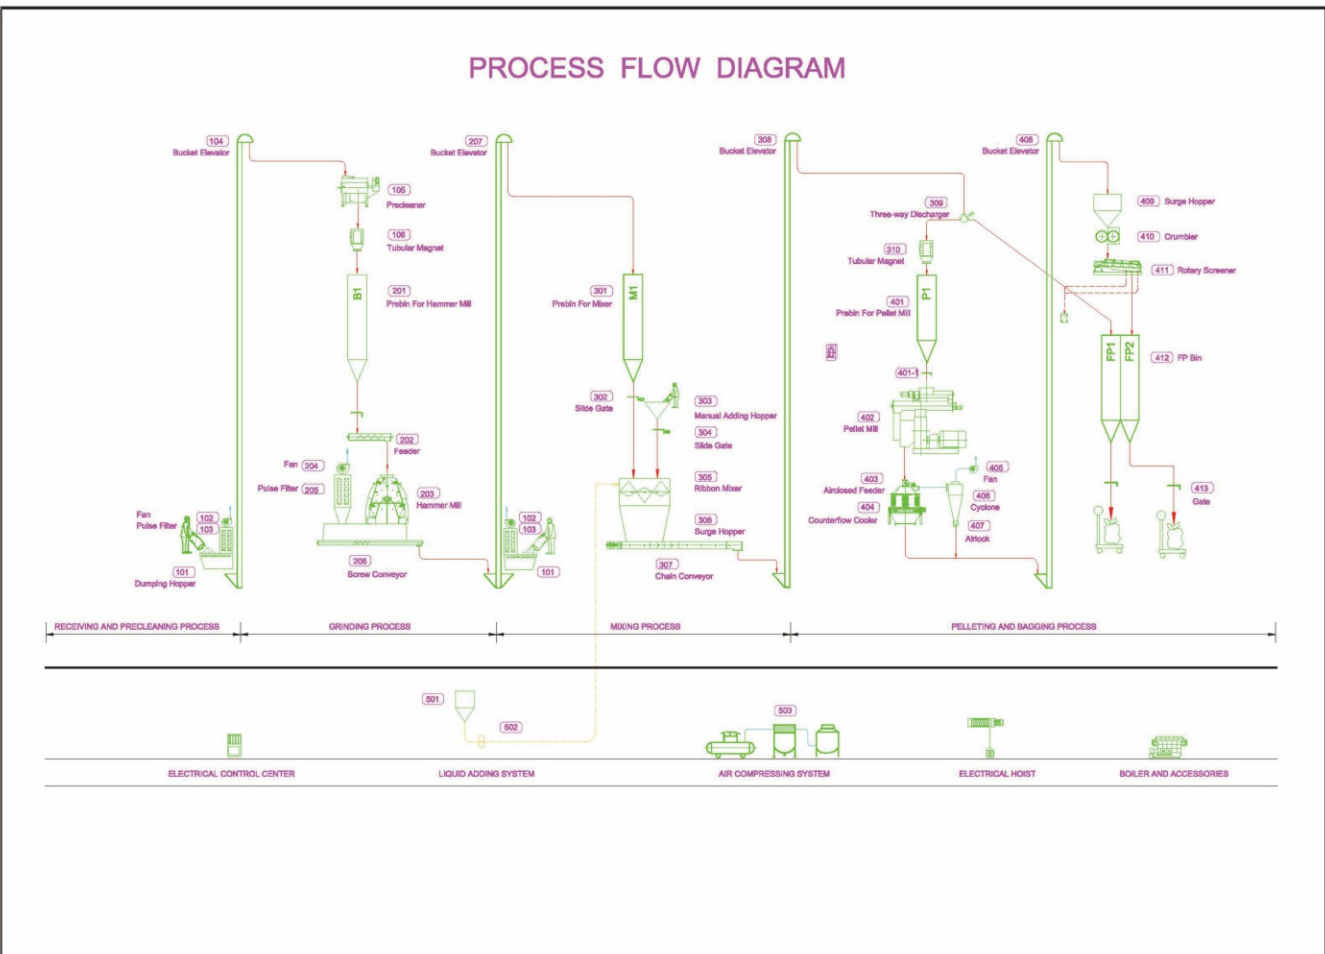 PROCESS FLOW DIAGRAM
104
Bucket Elevator
105
Precleaner
106
Tubular Magnet
B1
201
Prebin For Hammer Mill
202
Feeder
Fan 204
Pulse Filter 205
203
Hammer Mill
206
Screw Conveyor
Fan
Pulse Filter
102
103
101
Dumping Hopper
207
Bucket Elevator
102
103
101
M1
301
Prebin For Mixer
302
Slide Gate
303
Manual Adding Hopper
304
Slide Gate
305
Ribbon Mixer
306
Surge Hopper
307
Chain Conveyor
308
Bucket Elevator
309
Three-way Discharger
310
Tubular Magnet
P1
401
Prebin For Pellet Mill
401-1
402
Pellet Mill
403
Airclosed Feeder
404
Counterflow Cooler
405
Fan
406
Cyclone
407
Airlock
408
Bucket Elevator
409 Surge Hopper
410 Crumbler
411 Rotary Screener
FP1
FP2
412 FP Bin
413
Gate
RECEIVING AND PRECLEANING PROCESS
GRINDING PROCESS
MIXING PROCESS
PELLETING AND BAGGING PROCESS
501
502
503
ELECTRICAL CONTROL CENTER
LIQUID ADDING SYSTEM
AIR COMPRESSING SYSTEM
ELECTRICAL HOIST
BOILER AND ACCESSORIES